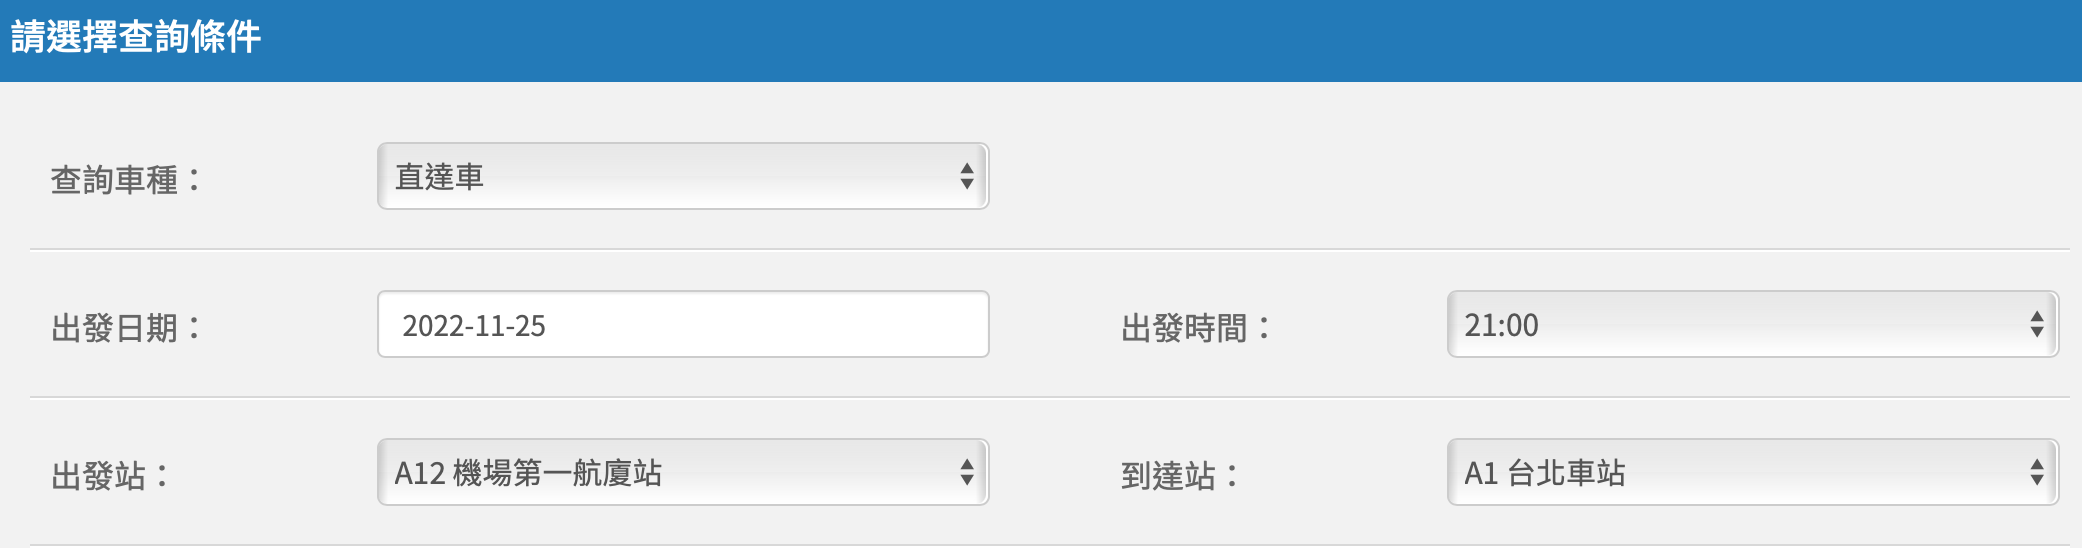 請選擇查詢條件
查詢車種： 直達車
出發日期： 2022-11-25 出發時間： 21:00
出發站： A12 機場第一航廈站 到達站： A1 台北車站